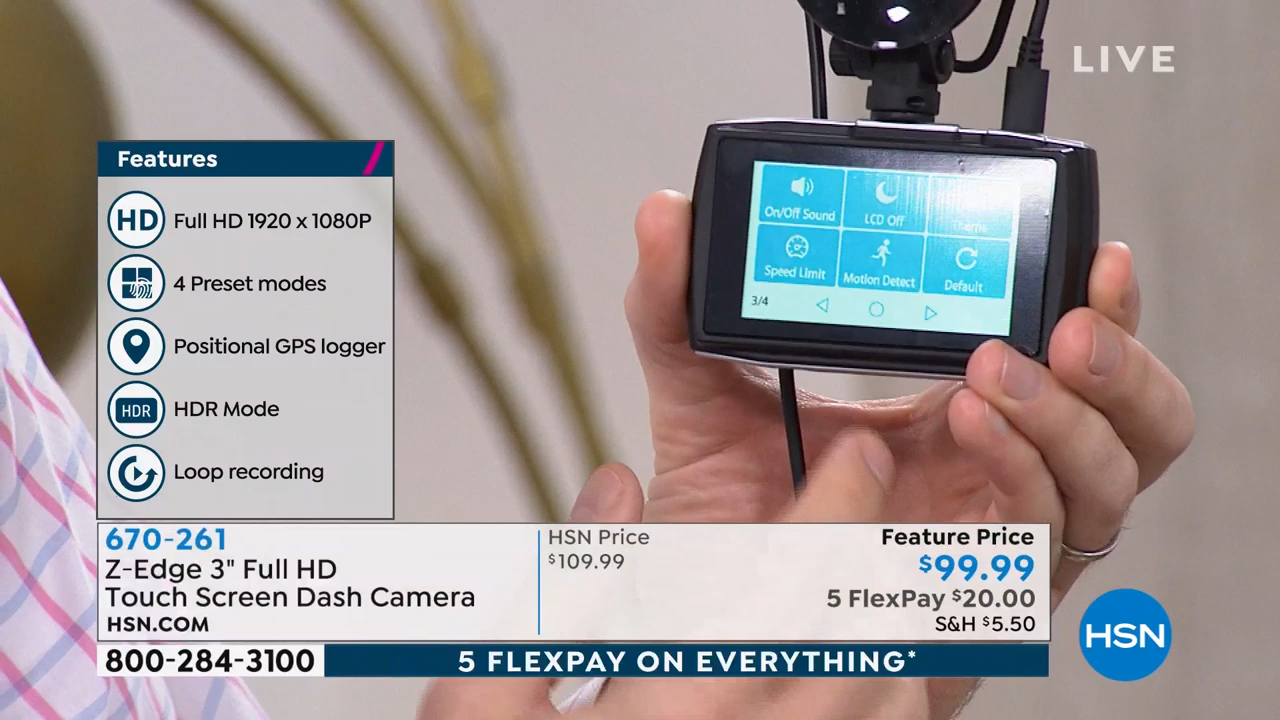 LIVE
Features
HD Full HD 1920 x 1080P
4 Preset modes
Positional GPS logger
HDR HDR Mode
Loop recording
On/Off Sound
LCD Off
Theme
Speed Limit
Motion Detect
Default
3/4
670-261
Z-Edge 3" Full HD
Touch Screen Dash Camera
HSN.COM
HSN Price
$109.99
Feature Price
$99.99
5 FlexPay $20.00
S&H $5.50
HSN
800-284-3100
5 FLEXPAY ON EVERYTHING*